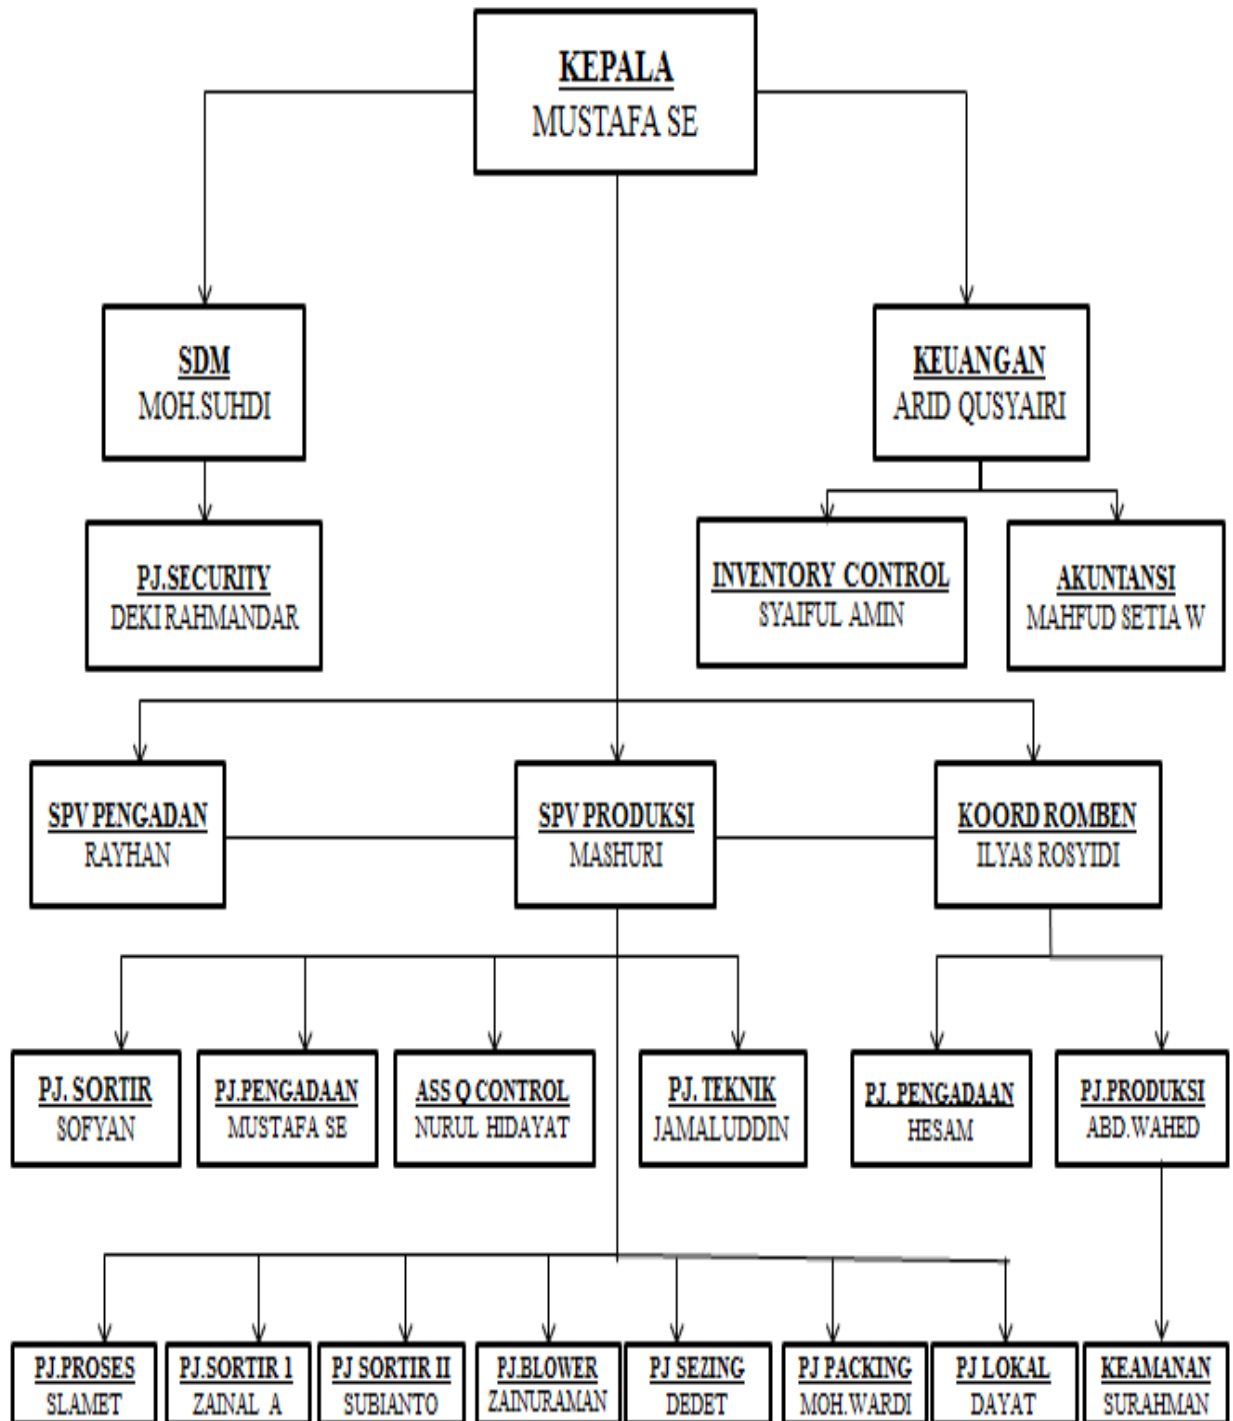 KEPALA
MUSTAFA SE
SDM
MOH.SUHDI
KEUANGAN
ARID QUSYAIRI
PJ.SECURITY
DEKI RAHMANDAR
INVENTORY CONTROL
SYAIFUL AMIN
AKUNTANSI
MAHFUD SETIA W
SPV PENGADAN
RAYHAN
SPV PRODUKSI
MASHURI
KOORD ROMBEN
ILYAS ROSYIDI
PJ. SORTIR
SOFYAN
PJ.PENGADAAN
MUSTAFA SE
ASS Q CONTROL
NURUL HIDAYAT
PJ. TEKNIK
JAMALUDDIN
PJ. PENGADAAN
HESAM
PJ.PRODUKSI
ABD.WAHED
PJ.PROSES
SLAMET
PJ.SORTIR 1
ZAINAL A
PJ SORTIR II
SUBIANTO
PJ.BLOWER
ZAINURAMAN
PJ SEZING
DEDET
PJ PACKING
MOH.WARDI
PJ LOKAL
DAYAT
KEAMANAN
SURAHMAN